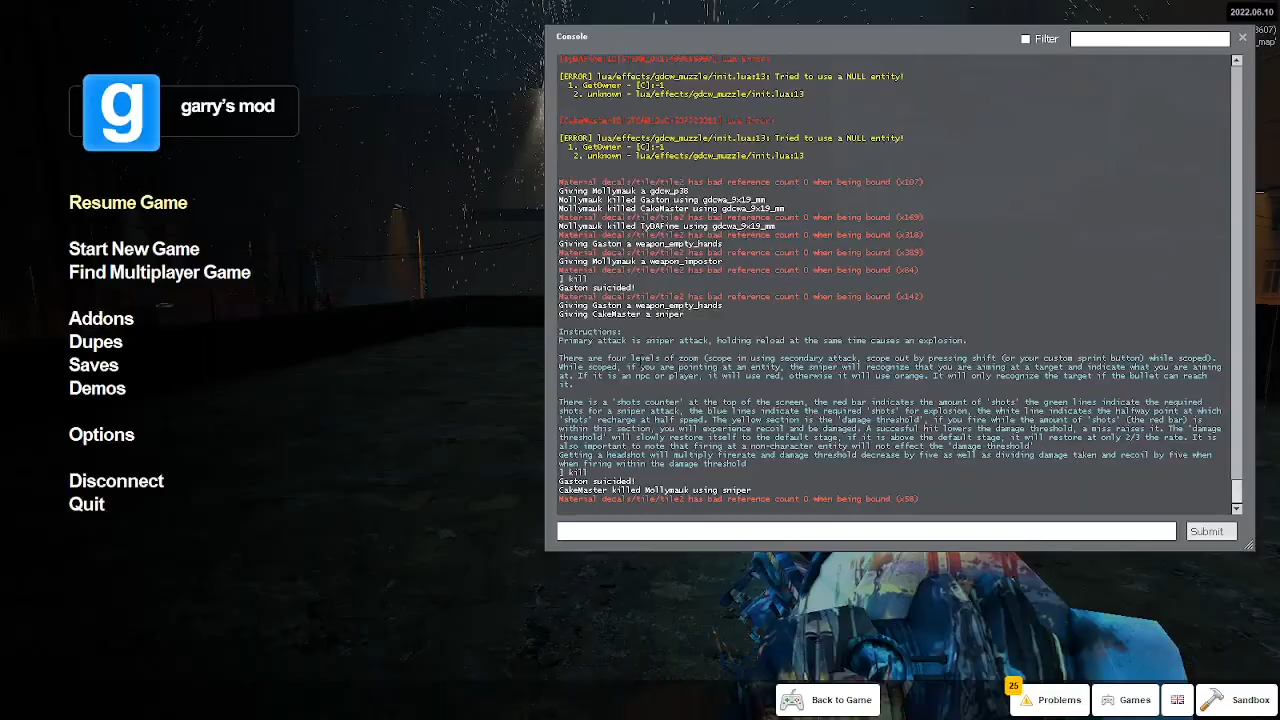 2022.06.10
3607)
_map
g
garry's mod
Resume Game
Start New Game
Find Multiplayer Game
Addons
Dupes
Saves
Demos
Options
Disconnect
Quit
Console
Filter
Lua Error:
[ERROR] lua/effects/gdcw_muzzle/init.lua:13: Tried to use a NULL entity!
1. GetOwner - [C]:-1
2. unknown - lua/effects/gdcw_muzzle/init.lua:13
Lua Error:
[ERROR] lua/effects/gdcw_muzzle/init.lua:13: Tried to use a NULL entity!
1. GetOwner - [C]:-1
2. unknown - lua/effects/gdcw_muzzle/init.lua:13
Material decals/tile/tile2 has bad reference count 0 when being bound (x107)
Giving Mollymauk a gdcw_p38
Mollymauk killed Gaston using gdcwa_9x19_mm
Mollymauk killed CakeMaster using gdcwa_9x19_mm
Material decals/tile/tile2 has bad reference count 0 when being bound (x169)
Mollymauk killed TyDAFine using gdcwa_9x19_mm
Material decals/tile/tile2 has bad reference count 0 when being bound (x318)
Giving Gaston a weapon_empty_hands
Material decals/tile/tile2 has bad reference count 0 when being bound (x389)
Giving Mollymauk a weapon_impostor
Material decals/tile/tile2 has bad reference count 0 when being bound (x64)
] kill
Gaston suicided!
Material decals/tile/tile2 has bad reference count 0 when being bound (x142)
Giving Gaston a weapon_empty_hands
Giving CakeMaster a sniper
Instructions:
Primary attack is sniper attack, holding reload at the same time causes an explosion.
There are four levels of zoom (scope in using secondary attack, scope out by pressing shift (or your custom sprint button) while scoped).
While scoped, if you are pointing at an entity, the sniper will recognize that you are aiming at a target and indicate what you are aiming
at. If it is an npc or player, it will use red, otherwise it will use orange. It will only recognize the target if the bullet can reach
it.
There is a 'shots counter' at the top of the screen, the red bar indicates the amount of 'shots' the green lines indicate the required
shots for a sniper attack, the blue lines indicate the required 'shots' for explosion, the white line indicates the halfway point at which
'shots' recharge at half speed. The yellow section is the 'damage threshold', if you fire while the amount of 'shots' (the red bar) is
within this section, you will experience recoil and be damaged. A sucessful hit lowers the damage threshold, a miss raises it. The 'damage
threshold' will slowly restore itself to the default stage, if it is above the default stage, it will restore at only 2/3 the rate. It is
also important to note that firing at a non-character entity will not effect the 'damage threshold'
Getting a headshot will multiply firerate and damage threshold decrease by five as well as dividing damage taken and recoil by five when
when firing within the damage threshold
] kill
Gaston suicided!
CakeMaster killed Mollymauk using sniper
Material decals/tile/tile2 has bad reference count 0 when being bound (x58)
Submit
Back to Game
25
Problems
Games
Sandbox